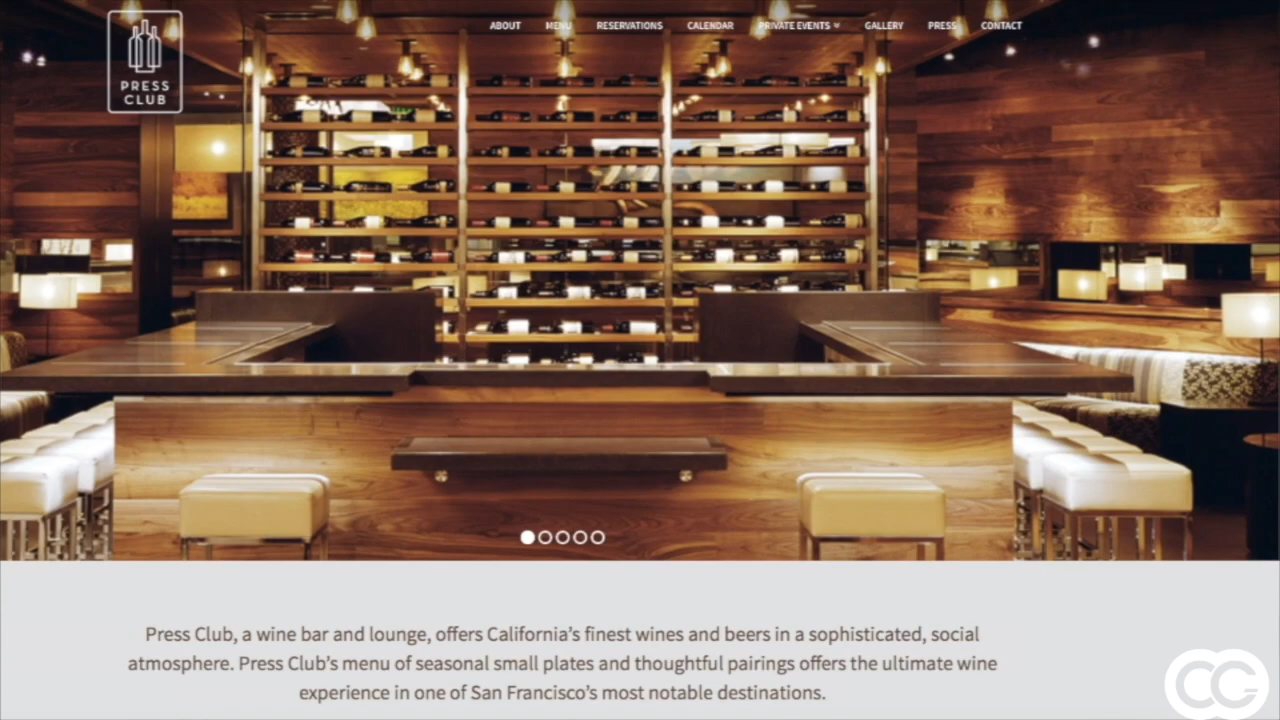 PRESS
CLUB
ABOUT
MENU
RESERVATIONS
CALENDAR
PRIVATE EVENTS
GALLERY
PRESS
CONTACT
Press Club, a wine bar and lounge, offers California's finest wines and beers in a sophisticated, social
atmosphere. Press Club's menu of seasonal small plates and thoughtful pairings offers the ultimate wine
experience in one of San Francisco's most notable destinations.
CC